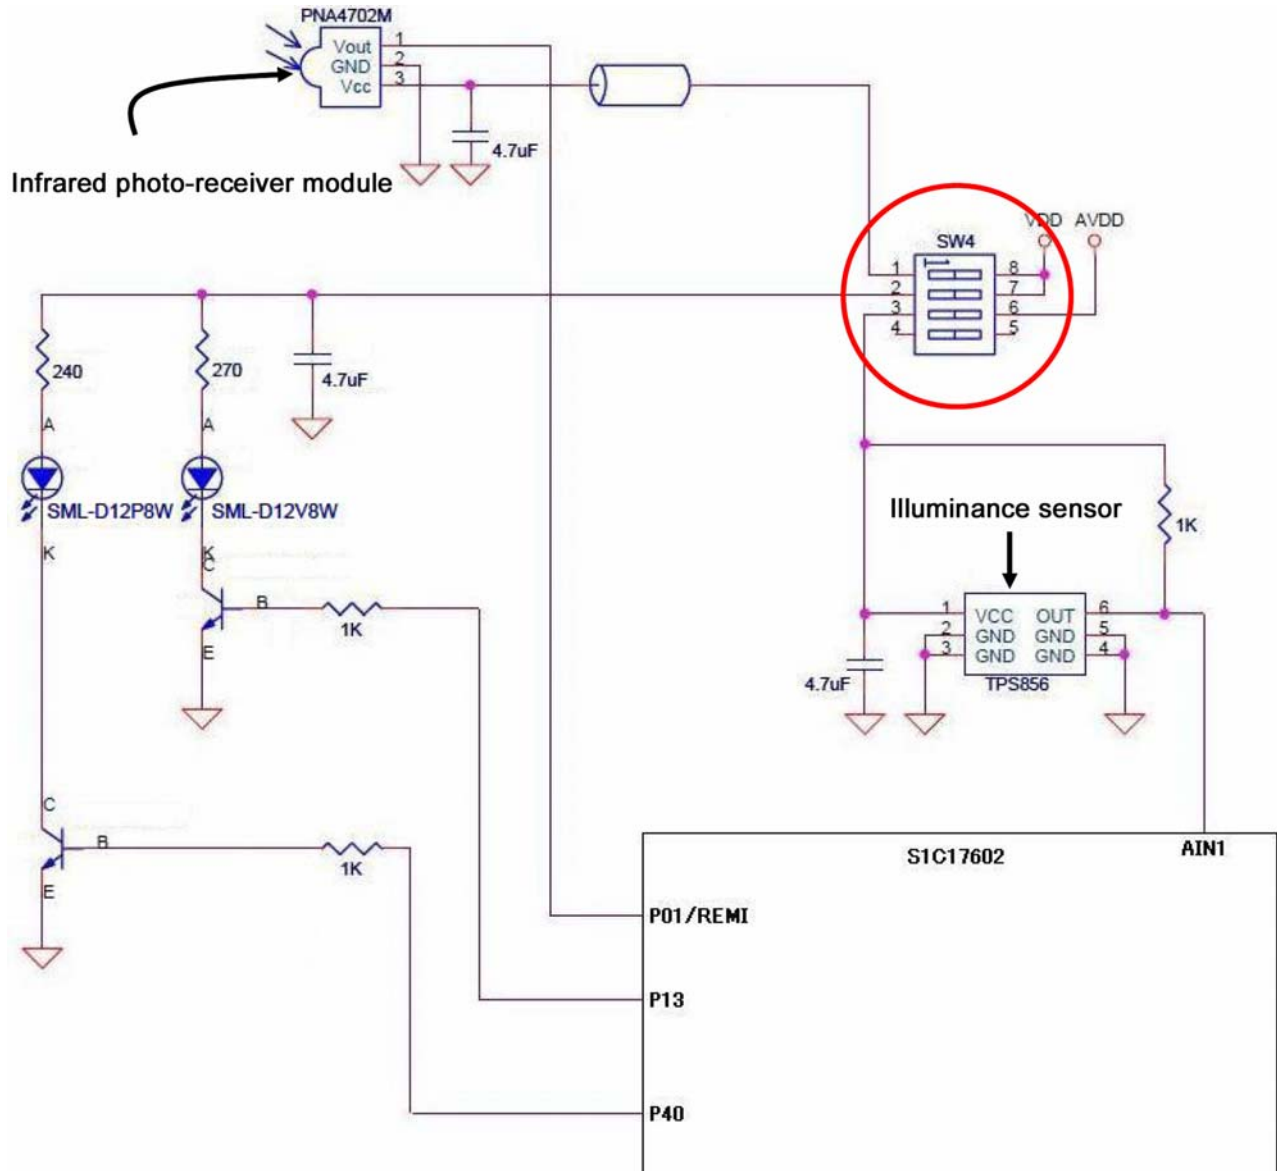 PNA4702M
Vout 1
GND 2
Vcc 3
4.7uF
Infrared photo-receiver module
VDD AVDD
SW4
1 8
2 7
3 6
4 5
240
270
4.7uF
A
A
SML-D12P8W
SML-D12V8W
K
K
C
B
1K
E
Illuminance sensor
1K
1 VCC OUT 6
2 GND GND 5
3 GND GND 4
4.7uF
TPS856
C
B
1K
E
S1C17602
AIN1
P01/REMI
P13
P40